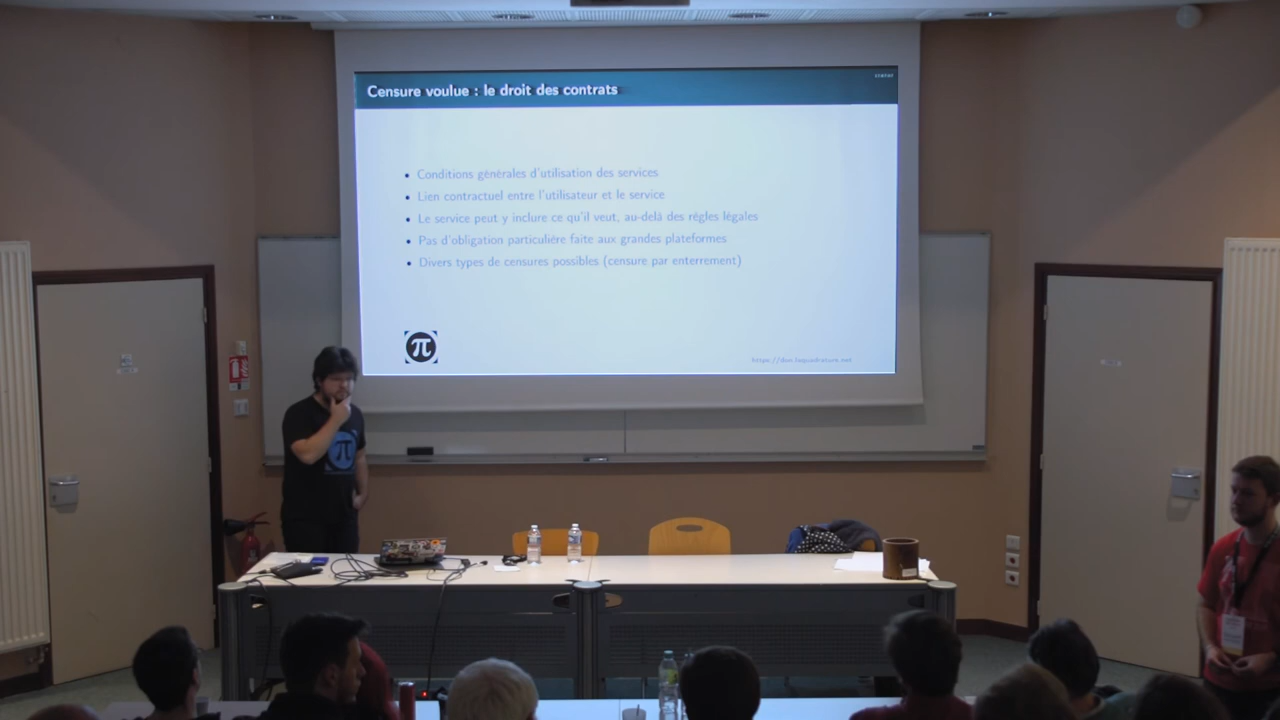 Censure voulue : le droit des contrats
Conditions générales d'utilisation des services
Lien contractuel entre l'utilisateur et le service
Le service peut y inclure ce qu'il veut, au-delà des règles légales
Pas d'obligation particulière faite aux grandes plateformes
Divers types de censures possibles (censure par enterrement)
π
π